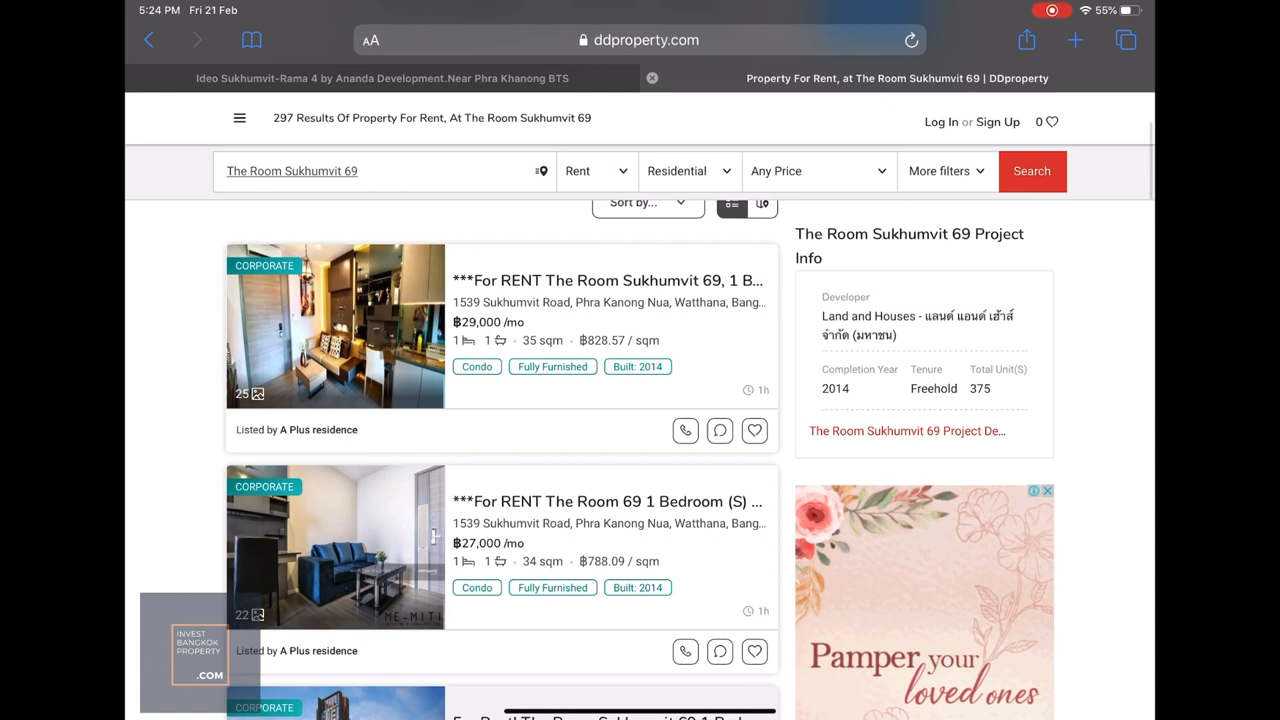 5:24 PM Fri 21 Feb
55%
AA
ddproperty.com
Ideo Sukhumvit-Rama 4 by Ananda Development.Near Phra Khanong BTS
Property For Rent, at The Room Sukhumvit 69 | DDproperty
297 Results Of Property For Rent, At The Room Sukhumvit 69
Log In or Sign Up
0
The Room Sukhumvit 69
Rent
Residential
Any Price
More filters
Search
Sort by...
CORPORATE
***For RENT The Room Sukhumvit 69, 1 B...
1539 Sukhumvit Road, Phra Kanong Nua, Watthana, Bang...
฿29,000 /mo
1 1 · 35 sqm · ฿828.57 / sqm
Condo
Fully Furnished
Built: 2014
25
1h
Listed by A Plus residence
CORPORATE
***For RENT The Room 69 1 Bedroom (S) ...
1539 Sukhumvit Road, Phra Kanong Nua, Watthana, Bang...
฿27,000 /mo
1 1 · 34 sqm · ฿788.09 / sqm
Condo
Fully Furnished
Built: 2014
22
ME-MITI
1h
Listed by A Plus residence
CORPORATE
The Room Sukhumvit 69 Project
Info
Developer
Land and Houses - แลนด์ แอนด์ เฮ้าส์
จำกัด (มหาชน)
Completion Year
2014
Tenure
Freehold
Total Unit(S)
375
The Room Sukhumvit 69 Project De...
Pamper your
loved ones
INVEST
BANGKOK
PROPERTY
.COM